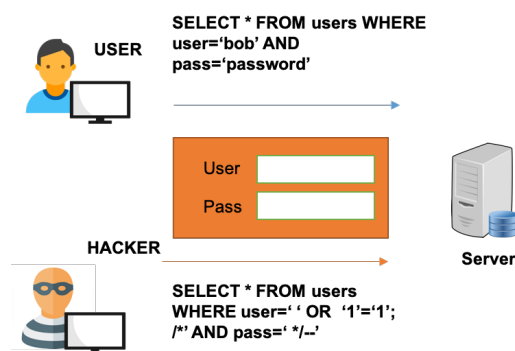 SELECT * FROM users WHERE
user=‘bob’ AND
pass=‘password’
USER
User
Pass
Server
HACKER
SELECT * FROM users
WHERE user=‘ ‘ OR ‘1’=‘1’;
/*’ AND pass=‘ */--’